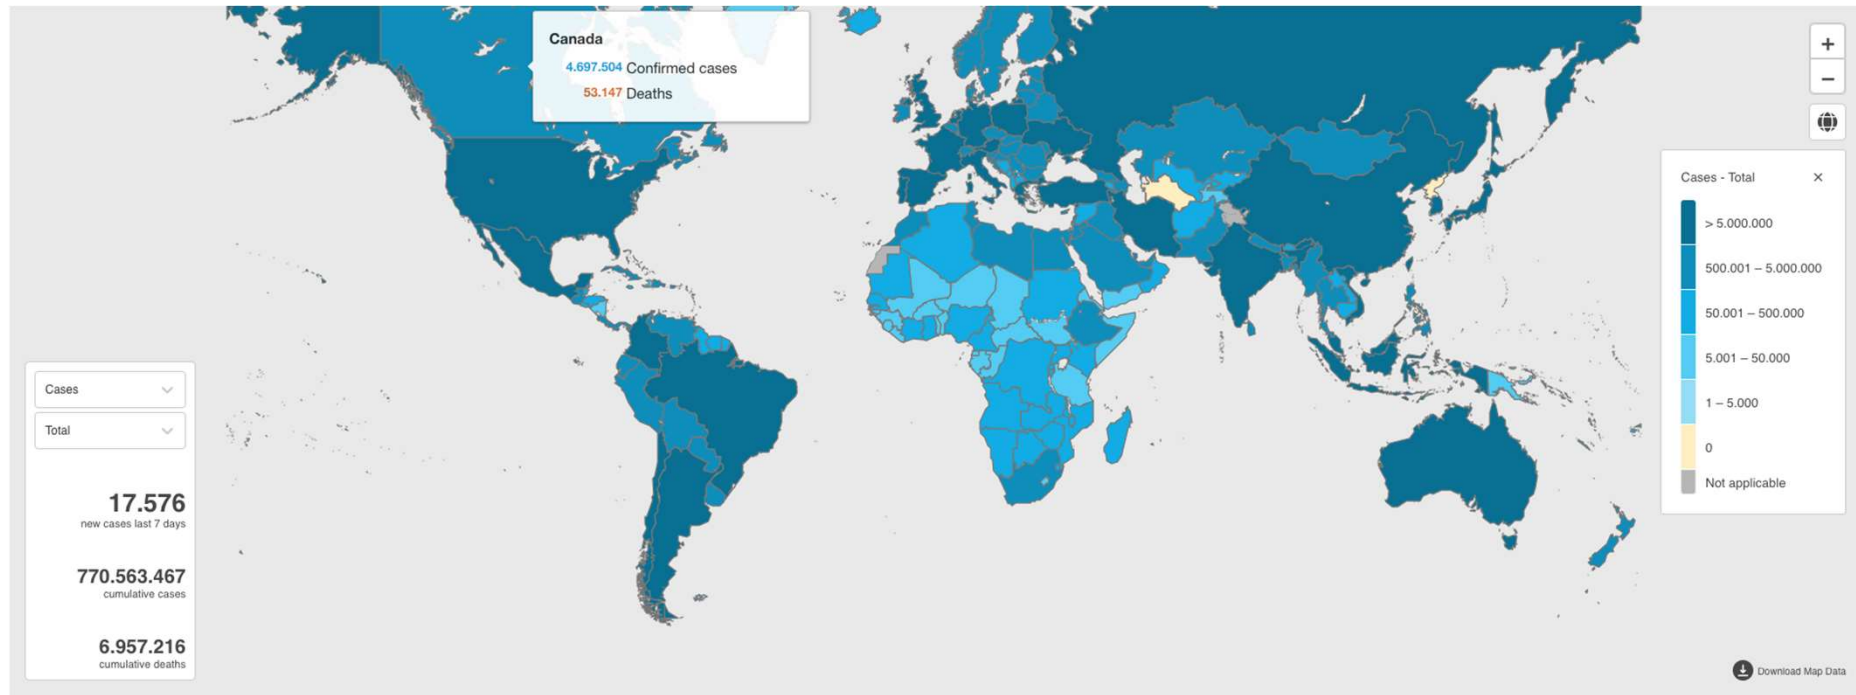 Canada
4.697.504 Confirmed cases
53.147 Deaths
+
−
Cases - Total ×
> 5.000.000
500.001 – 5.000.000
50.001 – 500.000
5.001 – 50.000
1 – 5.000
0
Not applicable
Cases
Total
17.576
new cases last 7 days
770.563.467
cumulative cases
6.957.216
cumulative deaths
Download Map Data